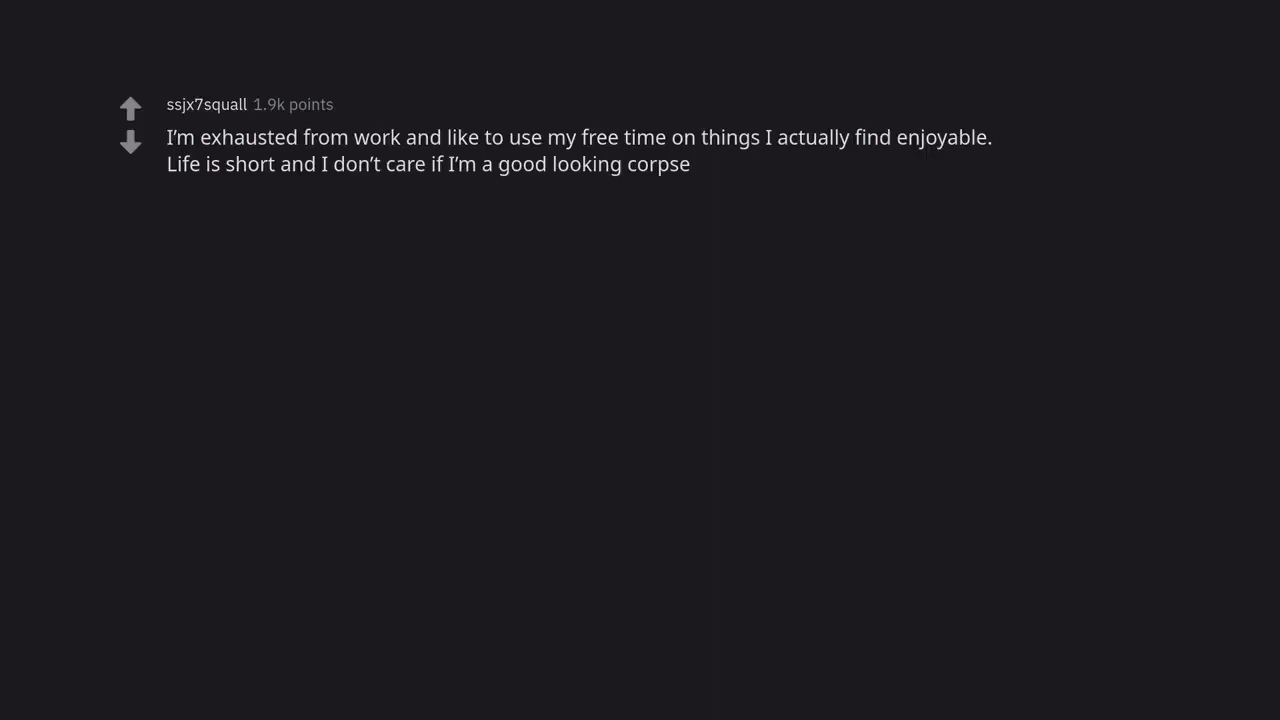 ssjx7squall 1.9k points
I’m exhausted from work and like to use my free time on things I actually find enjoyable.
Life is short and I don’t care if I’m a good looking corpse